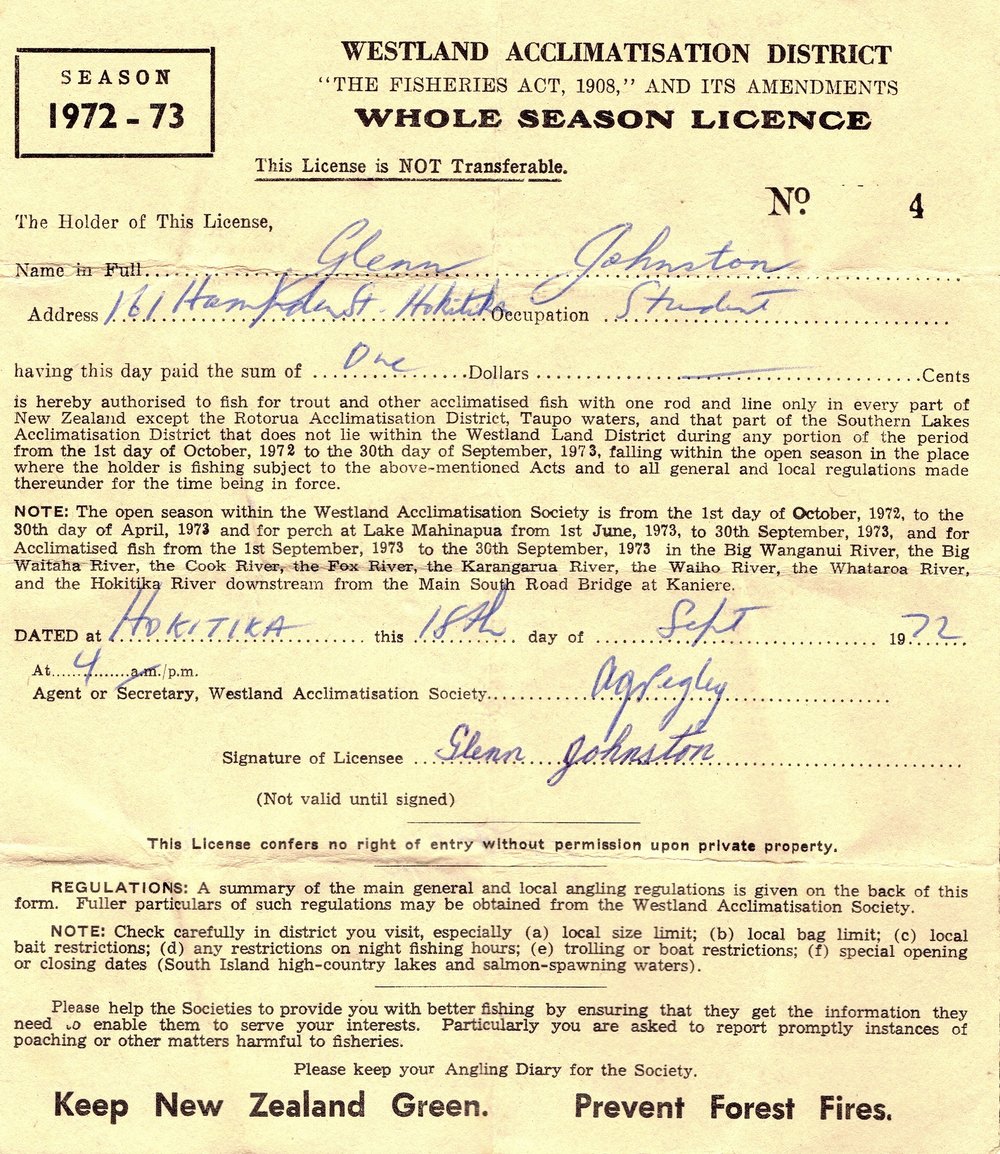 SEASON
1972 - 73
WESTLAND ACCLIMATISATION DISTRICT
"THE FISHERIES ACT, 1908," AND ITS AMENDMENTS
WHOLE SEASON LICENCE
This License is NOT Transferable.
No. 4
The Holder of This License,
Name in Full Glenn Johnston
Address 161 Hampden St. Hokitika Occupation Student
having this day paid the sum of One Dollars — Cents
is hereby authorised to fish for trout and other acclimatised fish with one rod and line only in every part of
New Zealand except the Rotorua Acclimatisation District, Taupo waters, and that part of the Southern Lakes
Acclimatisation District that does not lie within the Westland Land District during any portion of the period
from the 1st day of October, 1972 to the 30th day of September, 1973, falling within the open season in the place
where the holder is fishing subject to the above-mentioned Acts and to all general and local regulations made
thereunder for the time being in force.
NOTE: The open season within the Westland Acclimatisation Society is from the 1st day of October, 1972, to the
30th day of April, 1973 and for perch at Lake Mahinapua from 1st June, 1973, to 30th September, 1973, and for
Acclimatised fish from the 1st September, 1973 to the 30th September, 1973 in the Big Wanganui River, the Big
Waitaha River, the Cook River, the Fox River, the Karangarua River, the Waiho River, the Whataroa River,
and the Hokitika River downstream from the Main South Road Bridge at Kaniere.
DATED at HOKITIKA this 18th day of Sept 1972
At 4 a.m./p.m.
Agent or Secretary, Westland Acclimatisation Society
Signature of Licensee Glenn Johnston
(Not valid until signed)
This License confers no right of entry without permission upon private property.
REGULATIONS: A summary of the main general and local angling regulations is given on the back of this
form. Fuller particulars of such regulations may be obtained from the Westland Acclimatisation Society.
NOTE: Check carefully in district you visit, especially (a) local size limit; (b) local bag limit; (c) local
bait restrictions; (d) any restrictions on night fishing hours; (e) trolling or boat restrictions; (f) special opening
or closing dates (South Island high-country lakes and salmon-spawning waters).
Please help the Societies to provide you with better fishing by ensuring that they get the information they
need to enable them to serve your interests. Particularly you are asked to report promptly instances of
poaching or other matters harmful to fisheries.
Please keep your Angling Diary for the Society.
Keep New Zealand Green. Prevent Forest Fires.